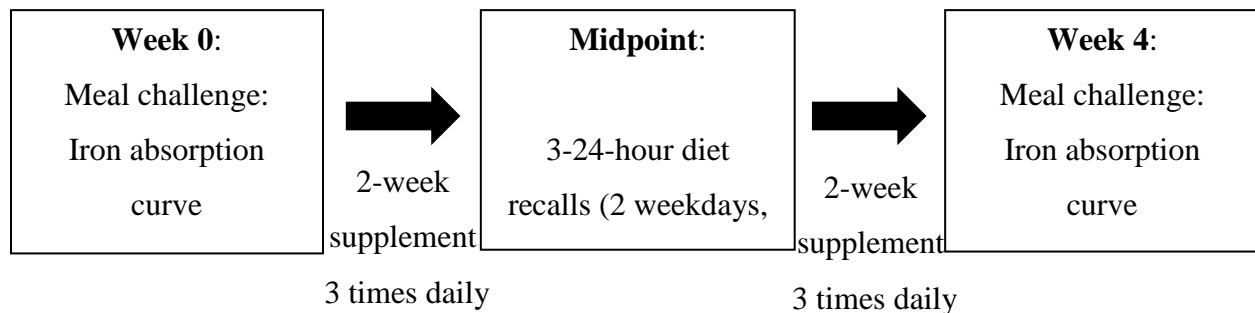 Week 0:
Meal challenge:
Iron absorption
curve
2-week
supplement
3 times daily
Midpoint:
3-24-hour diet
recalls (2 weekdays,
2-week
supplement
3 times daily
Week 4:
Meal challenge:
Iron absorption
curve